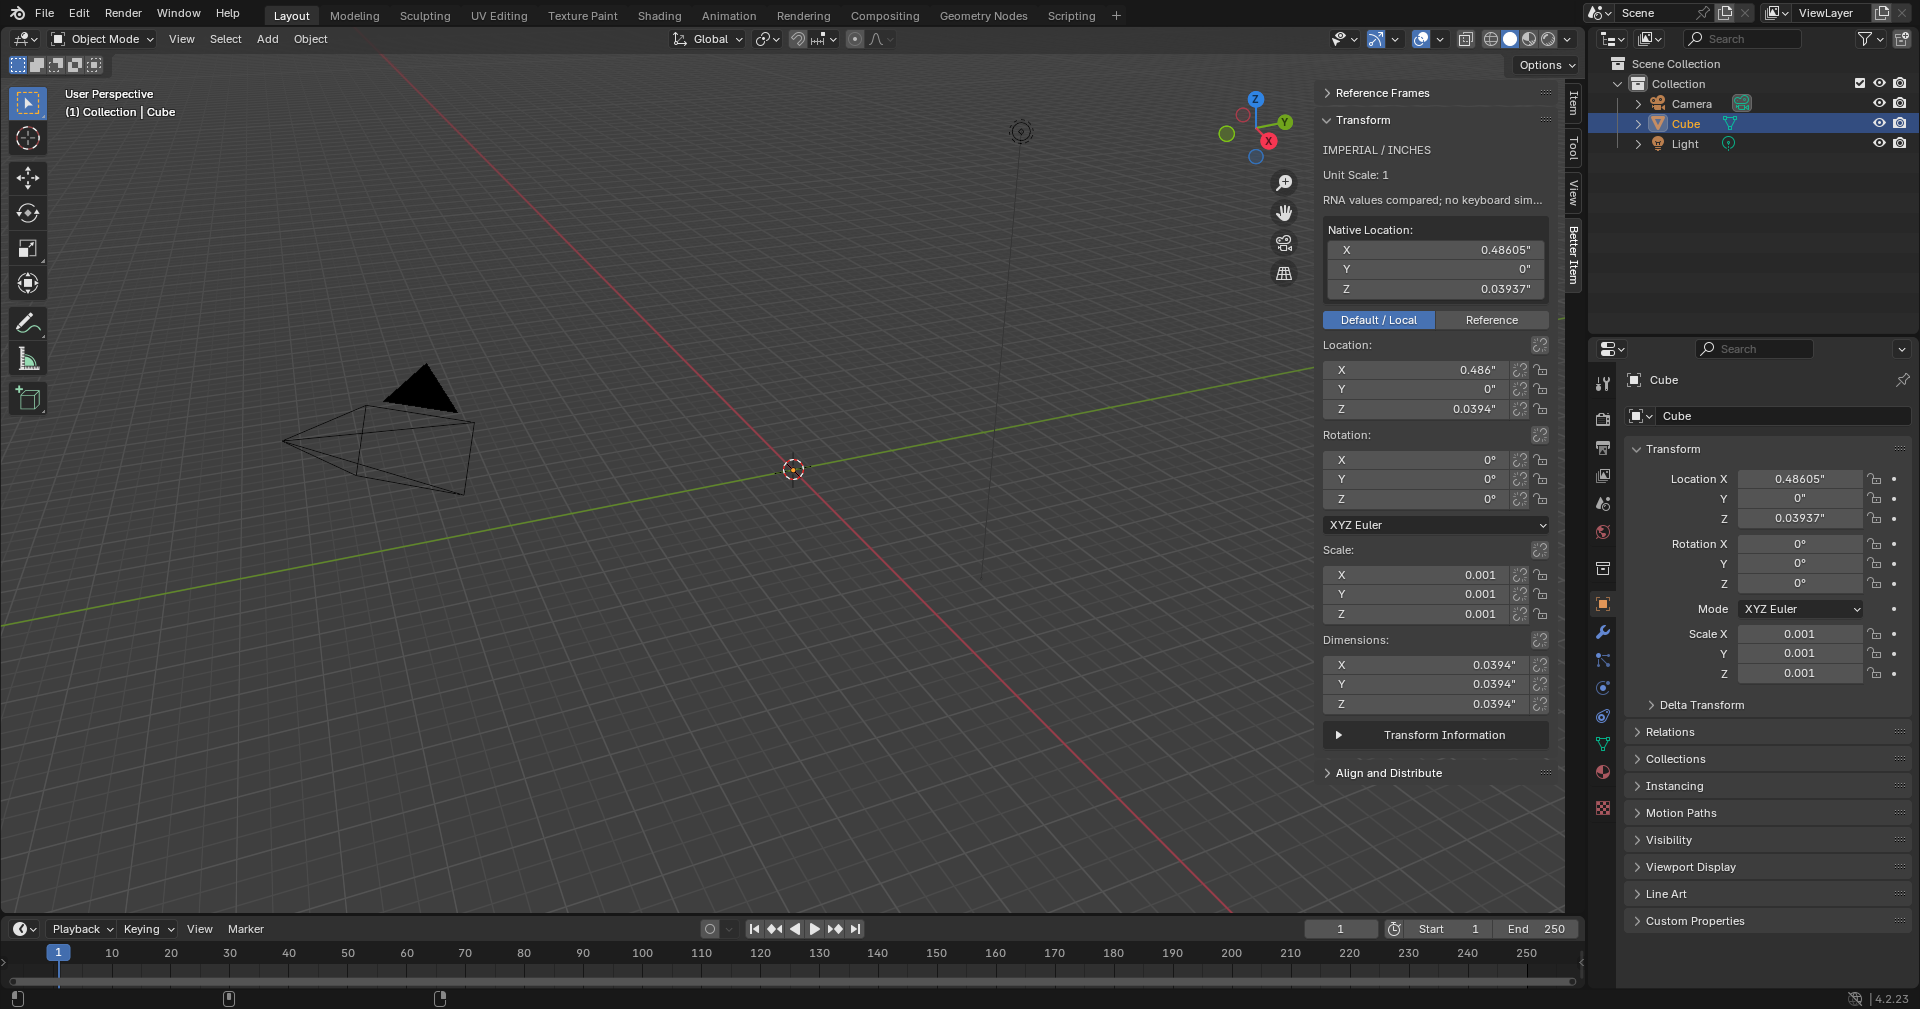 File Edit Render Window Help Layout Modeling Sculpting UV Editing Texture Paint Shading Animation Rendering Compositing Geometry Nodes Scripting + Scene ViewLayer
Object Mode View Select Add Object Global Search
Options
User Perspective
(1) Collection | Cube
Z
Y
X
Reference Frames
Transform
IMPERIAL / INCHES
Unit Scale: 1
RNA values compared; no keyboard sim...
Native Location:
X 0.48605"
Y 0"
Z 0.03937"
Default / Local Reference
Location:
X 0.486"
Y 0"
Z 0.0394"
Rotation:
X 0°
Y 0°
Z 0°
XYZ Euler
Scale:
X 0.001
Y 0.001
Z 0.001
Dimensions:
X 0.0394"
Y 0.0394"
Z 0.0394"
Transform Information
Align and Distribute
Item
Tool
View
Better Item
Scene Collection
Collection
Camera
Cube
Light
Search
Cube
Cube
Transform
Location X 0.48605"
Y 0"
Z 0.03937"
Rotation X 0°
Y 0°
Z 0°
Mode XYZ Euler
Scale X 0.001
Y 0.001
Z 0.001
Delta Transform
Relations
Collections
Instancing
Motion Paths
Visibility
Viewport Display
Line Art
Custom Properties
Playback Keying View Marker 1 Start 1 End 250
1 10 20 30 40 50 60 70 80 90 100 110 120 130 140 150 160 170 180 190 200 210 220 230 240 250
4.2.23